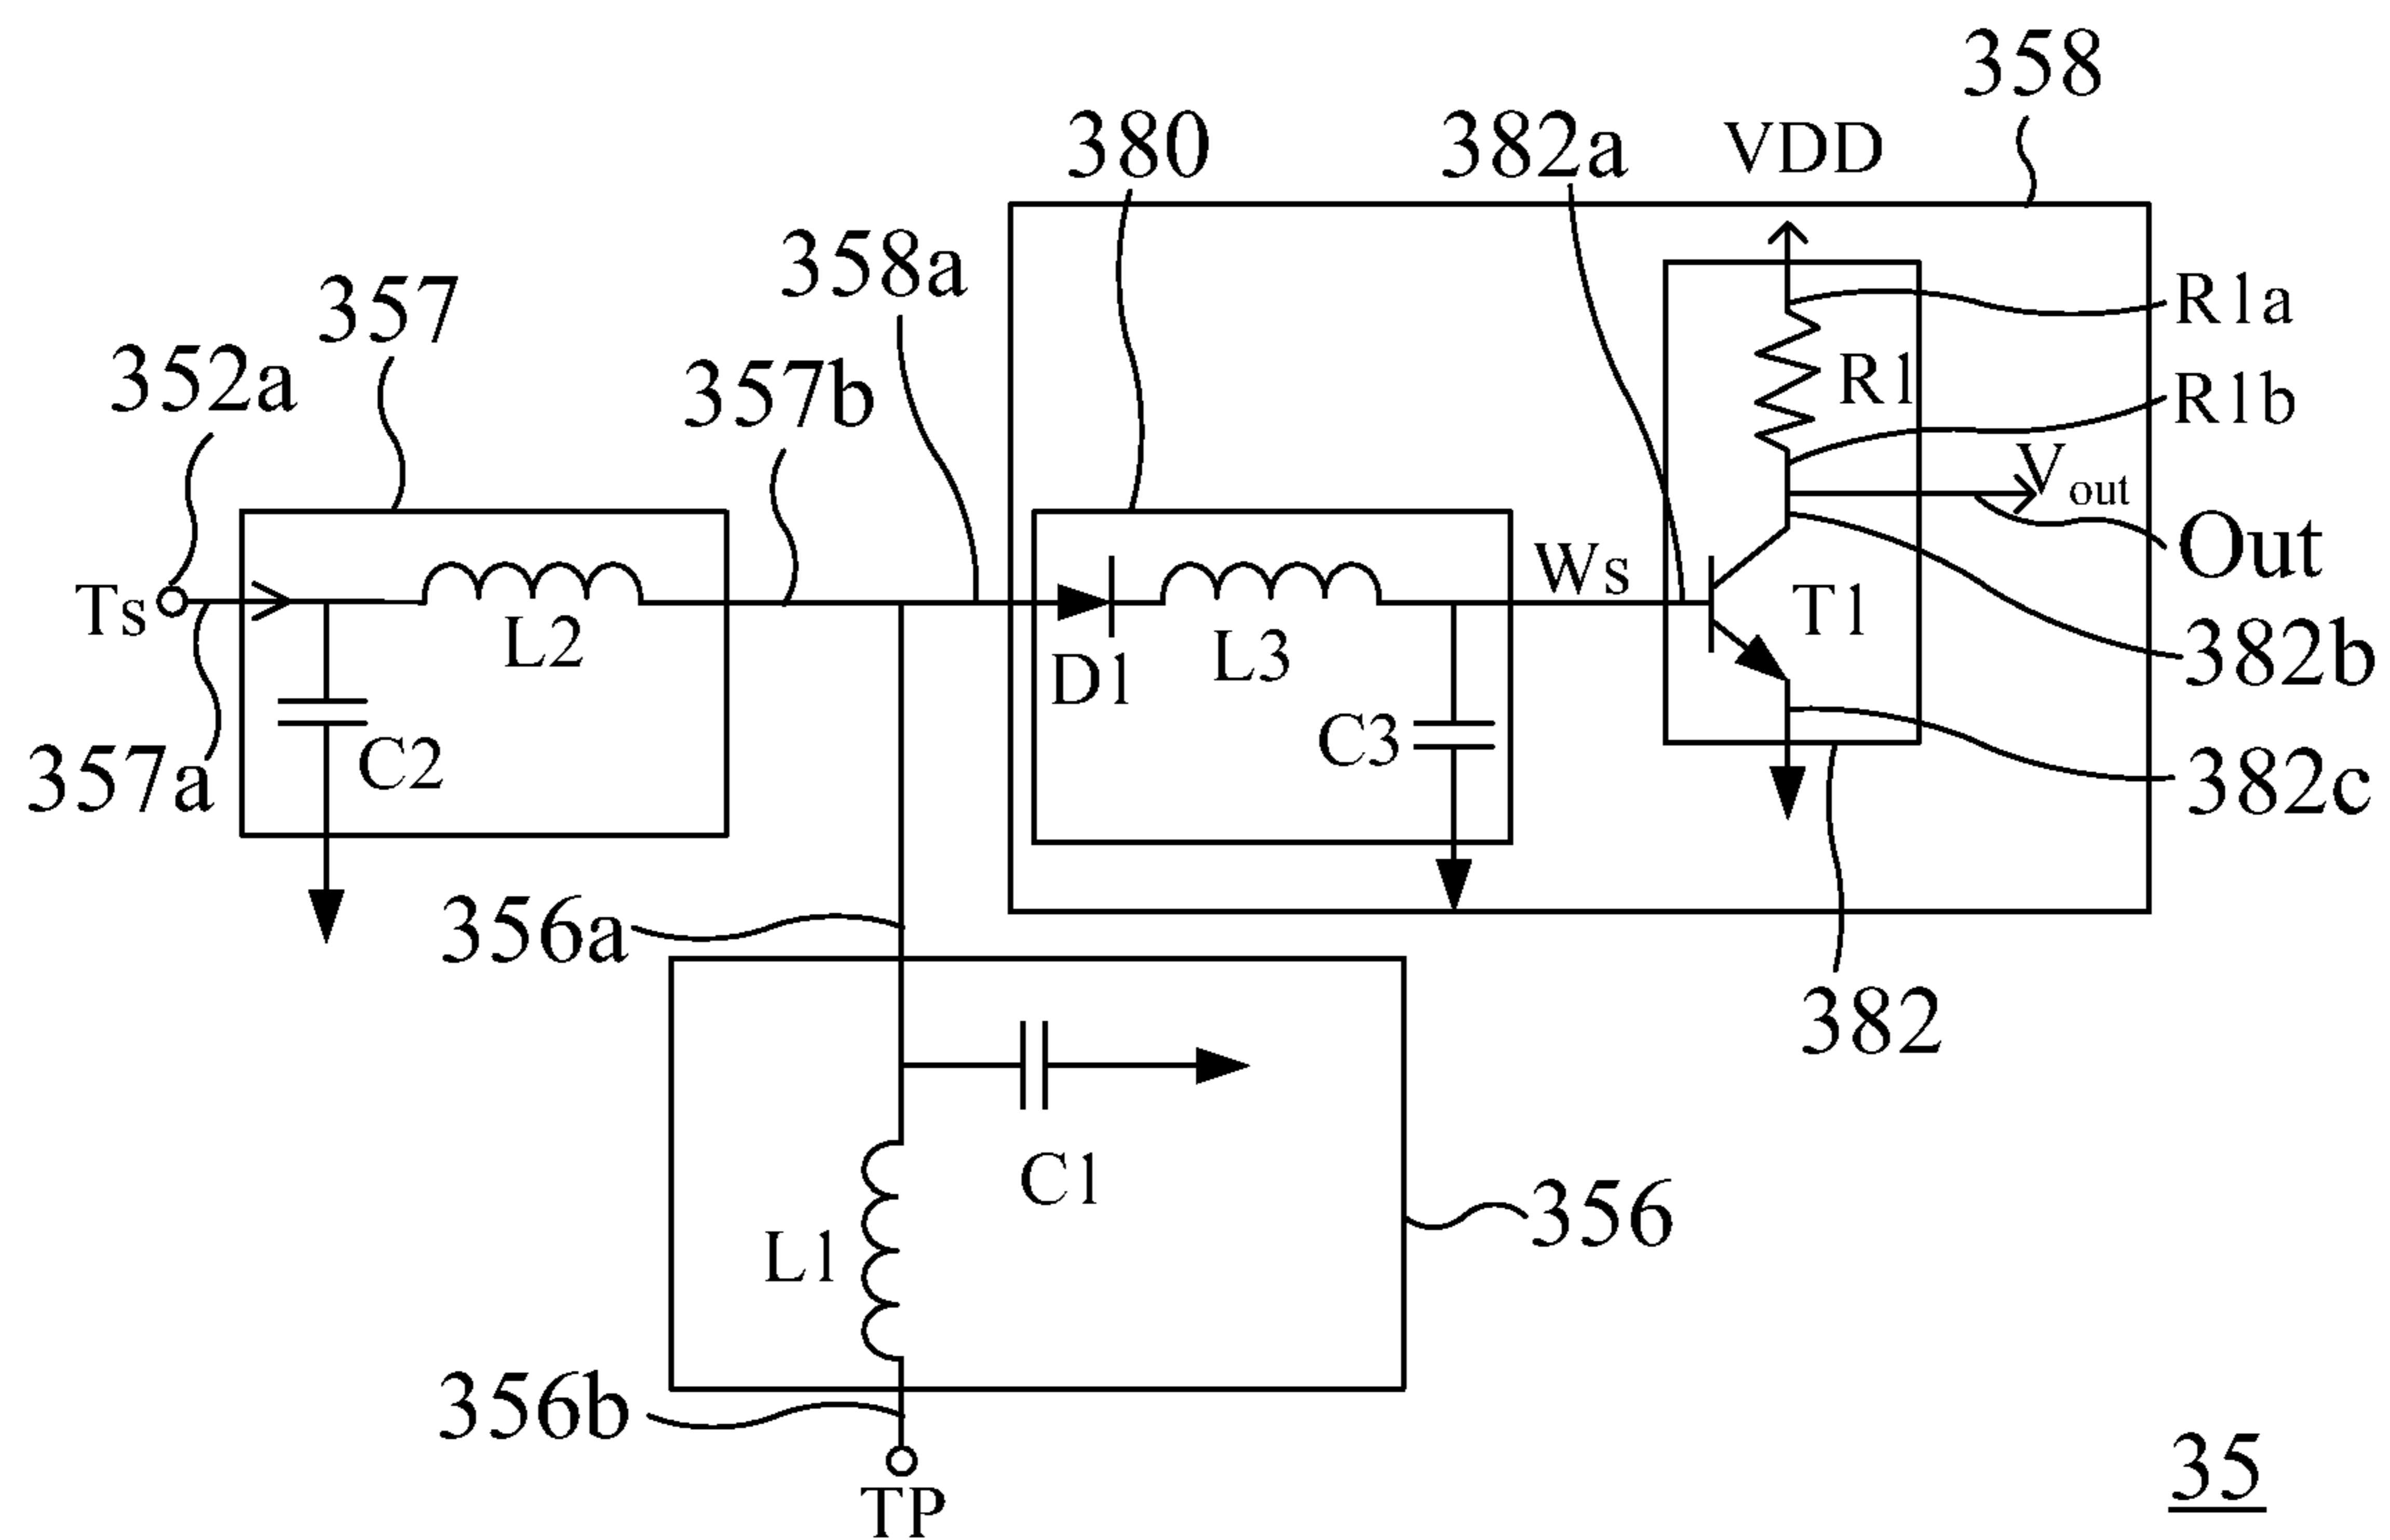 358
380
382a
VDD
358a
357
R1a
352a
357b
R1
R1b
Vout
Out
Ws
Ts
L2
D1
L3
T1
382b
357a
C2
C3
382c
356a
382
C1
L1
356
356b
TP
35